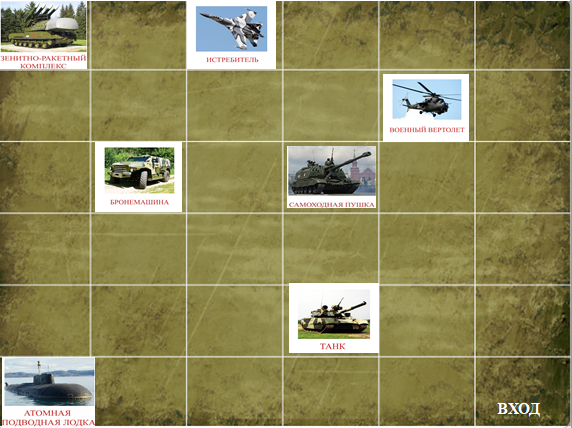 ЗЕНИТНО-РАКЕТНЫЙ
КОМПЛЕКС
ИСТРЕБИТЕЛЬ
ВОЕННЫЙ ВЕРТОЛЕТ
БРОНЕМАШИНА
САМОХОДНАЯ ПУШКА
ТАНК
АТОМНАЯ
ПОДВОДНАЯ ЛОДКА
ВХОД